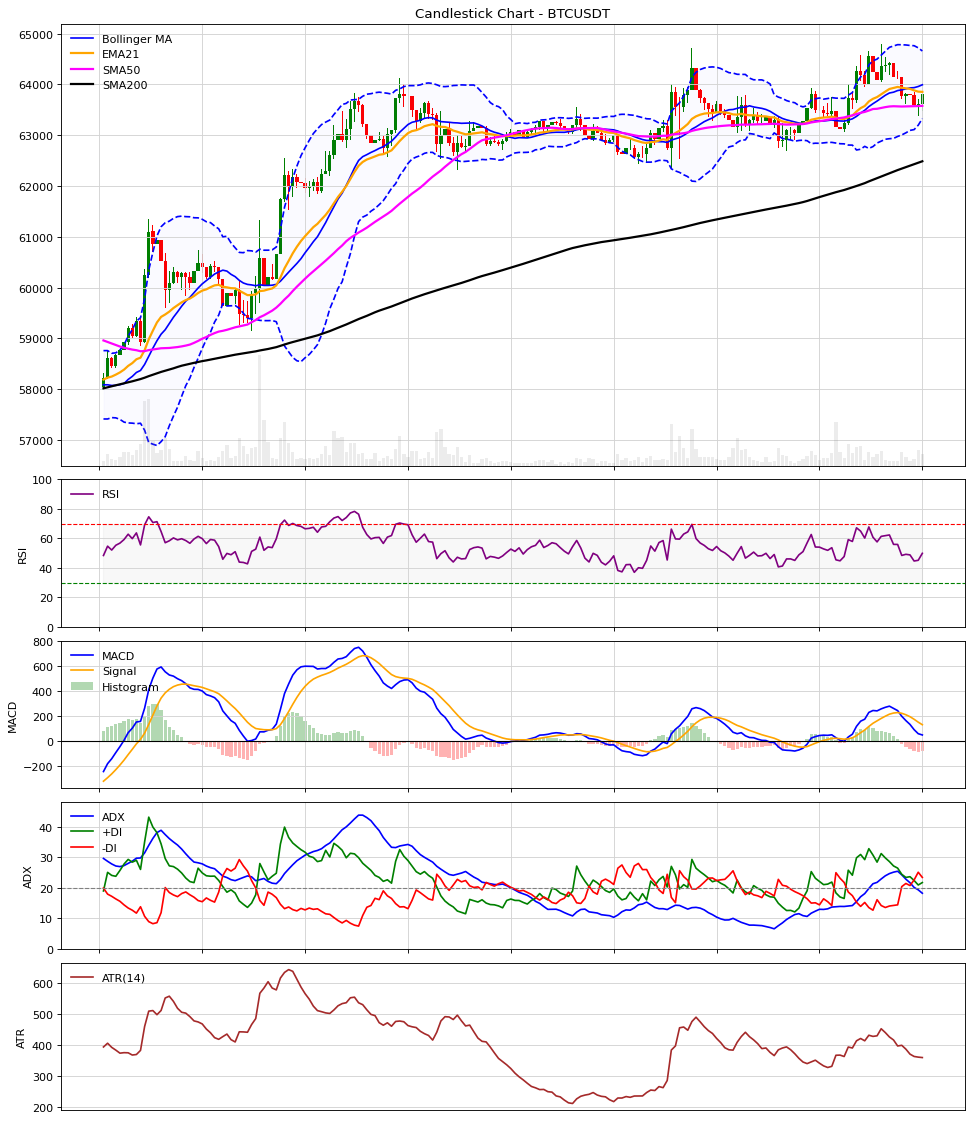 Candlestick Chart - BTCUSDT
65000
64000
63000
62000
61000
60000
59000
58000
57000
Bollinger MA
EMA21
SMA50
SMA200
100
80
60
40
20
0
RSI
RSI
800
600
400
200
0
−200
MACD
MACD
Signal
Histogram
40
30
20
10
0
ADX
ADX
+DI
-DI
600
500
400
300
200
ATR
ATR(14)